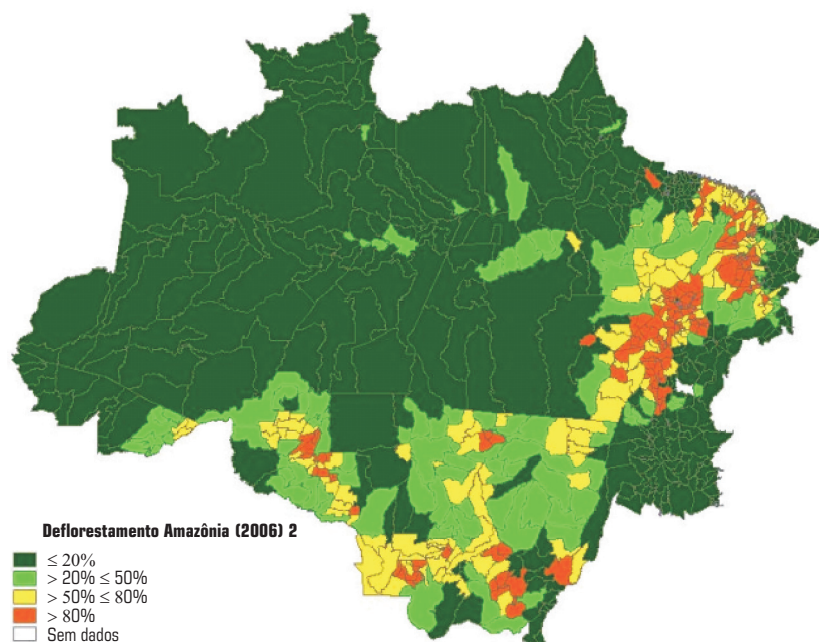 Deflorestamento Amazônia (2006) 2
≤ 20%
> 20% ≤ 50%
> 50% ≤ 80%
> 80%
Sem dados